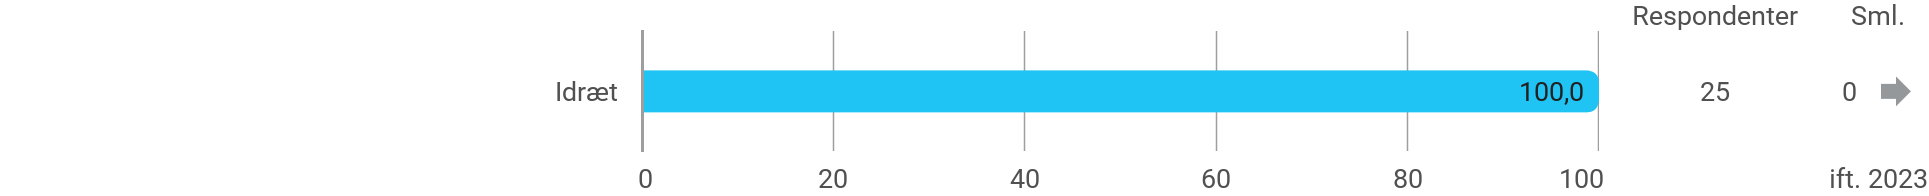 Respondenter Sml.
Idræt 100,0 25 0
0 20 40 60 80 100 ift. 2023